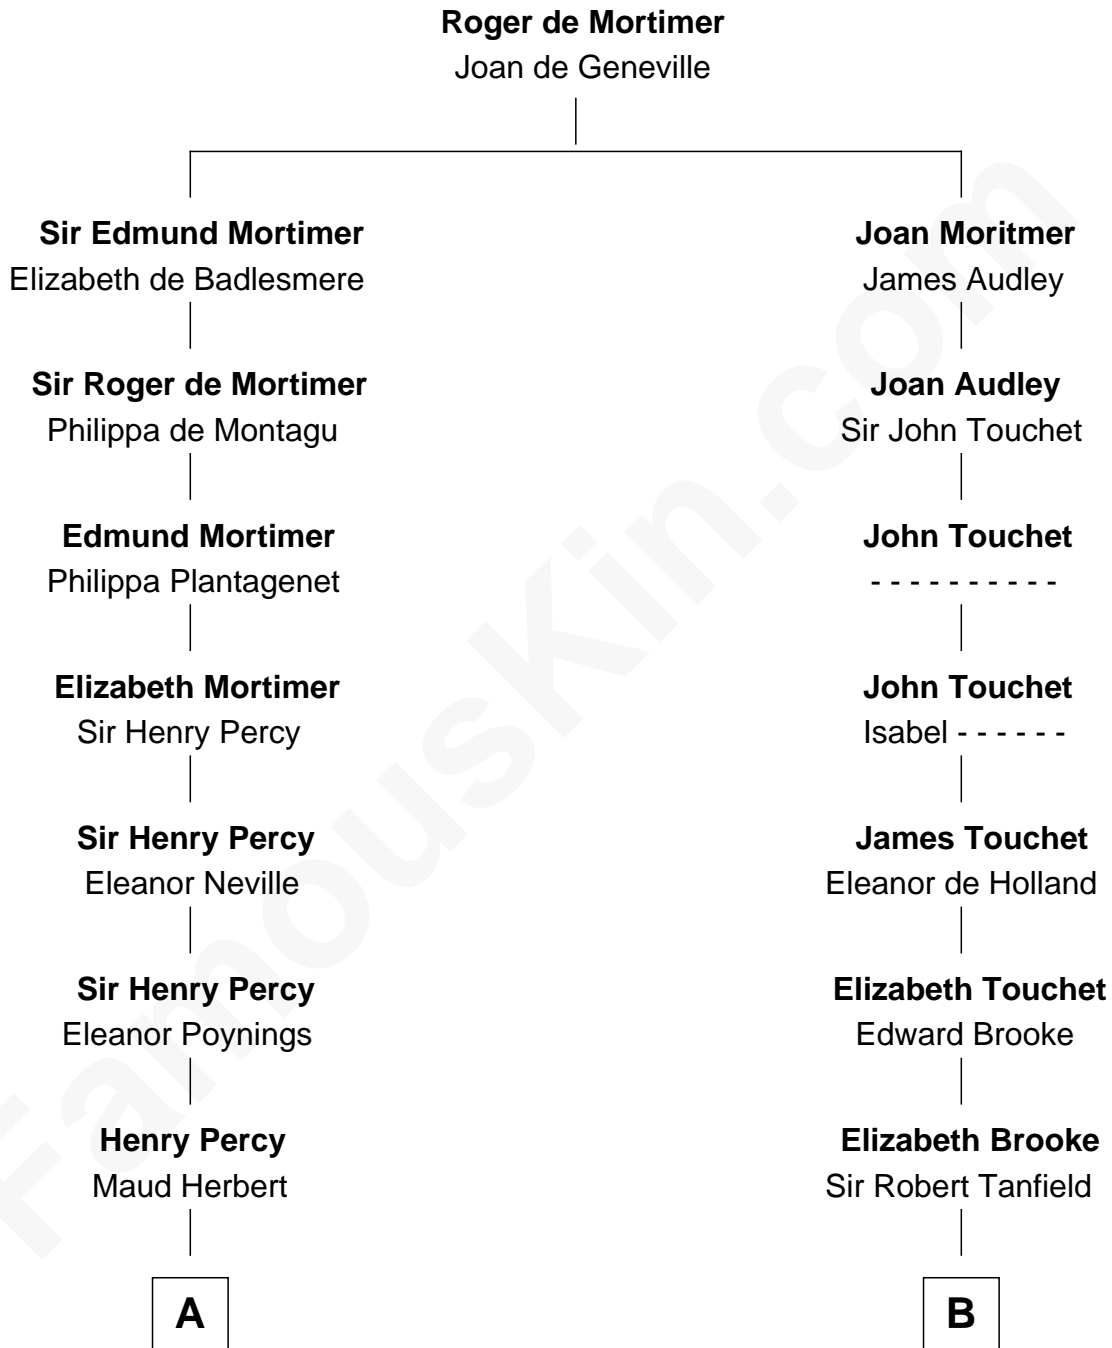 Roger de Mortimer
Joan de Geneville
Sir Edmund Mortimer
Elizabeth de Badlesmere
Joan Moritmer
James Audley
Sir Roger de Mortimer
Philippa de Montagu
Joan Audley
Sir John Touchet
Edmund Mortimer
Philippa Plantagenet
John Touchet
- - - - - - - - - -
Elizabeth Mortimer
Sir Henry Percy
John Touchet
Isabel - - - - - -
Sir Henry Percy
Eleanor Neville
James Touchet
Eleanor de Holland
Sir Henry Percy
Eleanor Poynings
Elizabeth Touchet
Edward Brooke
Henry Percy
Maud Herbert
Elizabeth Brooke
Sir Robert Tanfield
A
B
FamousKin.com